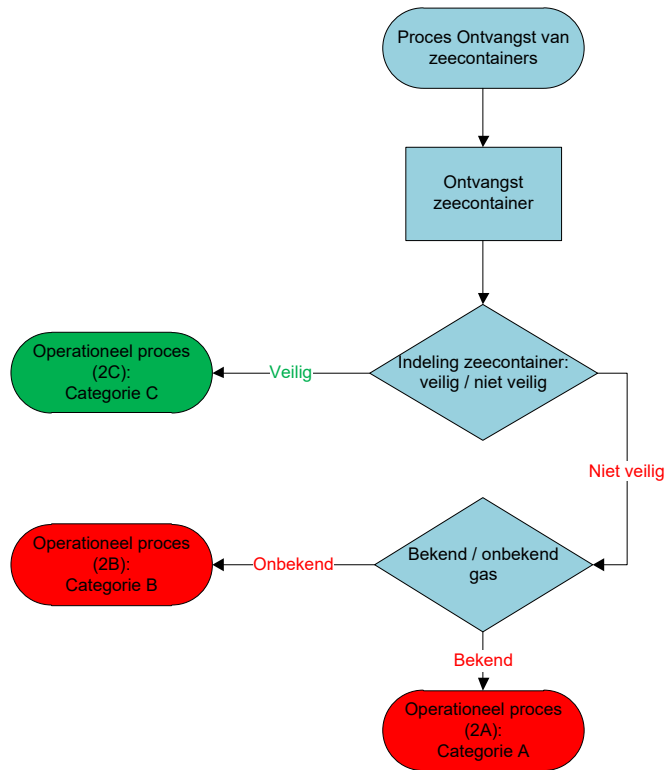 Proces Ontvangst van
zeecontainers
Ontvangst
zeecontainer
Indeling zeecontainer:
veilig / niet veilig
Veilig
Operationeel proces
(2C):
Categorie C
Niet veilig
Bekend / onbekend
gas
Onbekend
Operationeel proces
(2B):
Categorie B
Bekend
Operationeel proces
(2A):
Categorie A